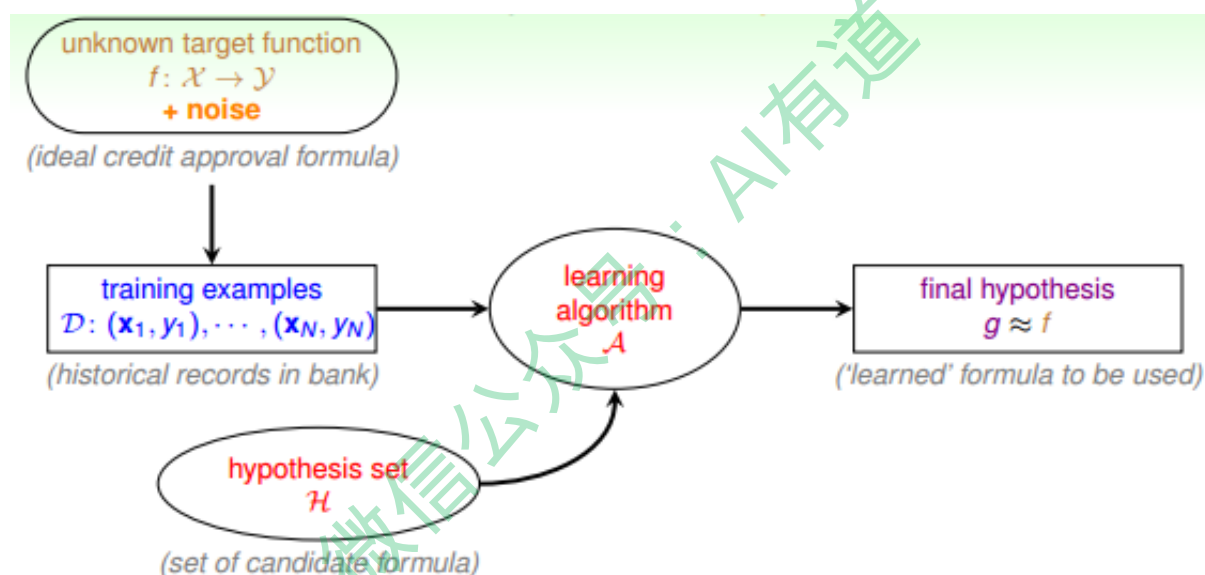 unknown target function
f: 𝒳 → 𝒴
+ noise
(ideal credit approval formula)
training examples
𝒟: (x₁, y₁), ⋯ , (x_N, y_N)
(historical records in bank)
learning
algorithm
𝒜
final hypothesis
g ≈ f
(‘learned’ formula to be used)
hypothesis set
ℋ
(set of candidate formula)
微信公众号：AI有道